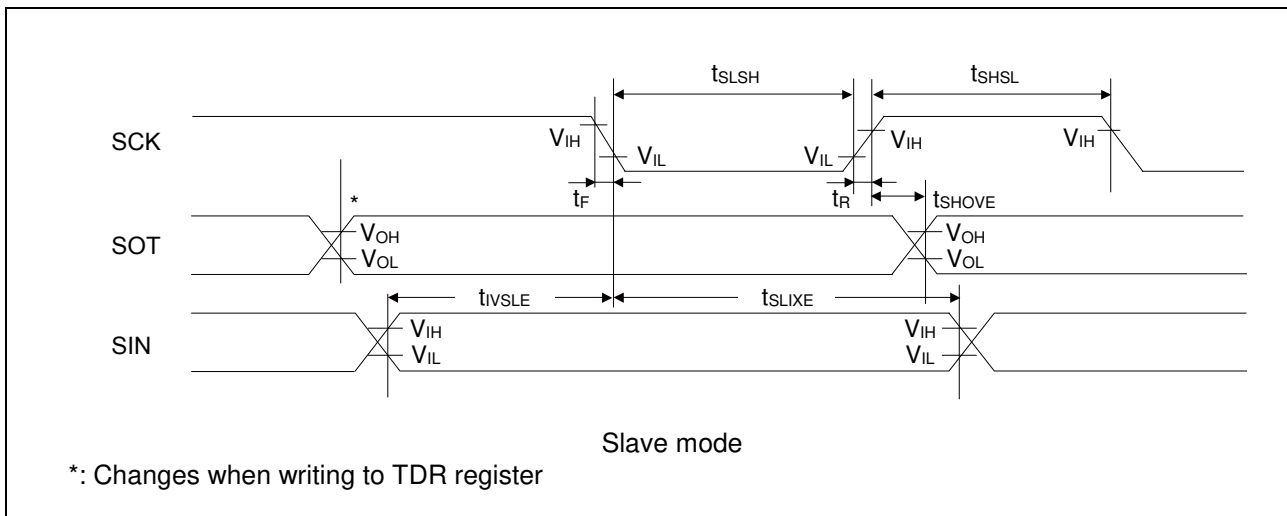 tSLSH tSHSL
SCK VIH VIL VIL VIH VIH
tF tR tSHOVE
*
SOT VOH VOH
VOL VOL
tIVSLE tSLIXE
SIN VIH VIH
VIL VIL
Slave mode
*: Changes when writing to TDR register